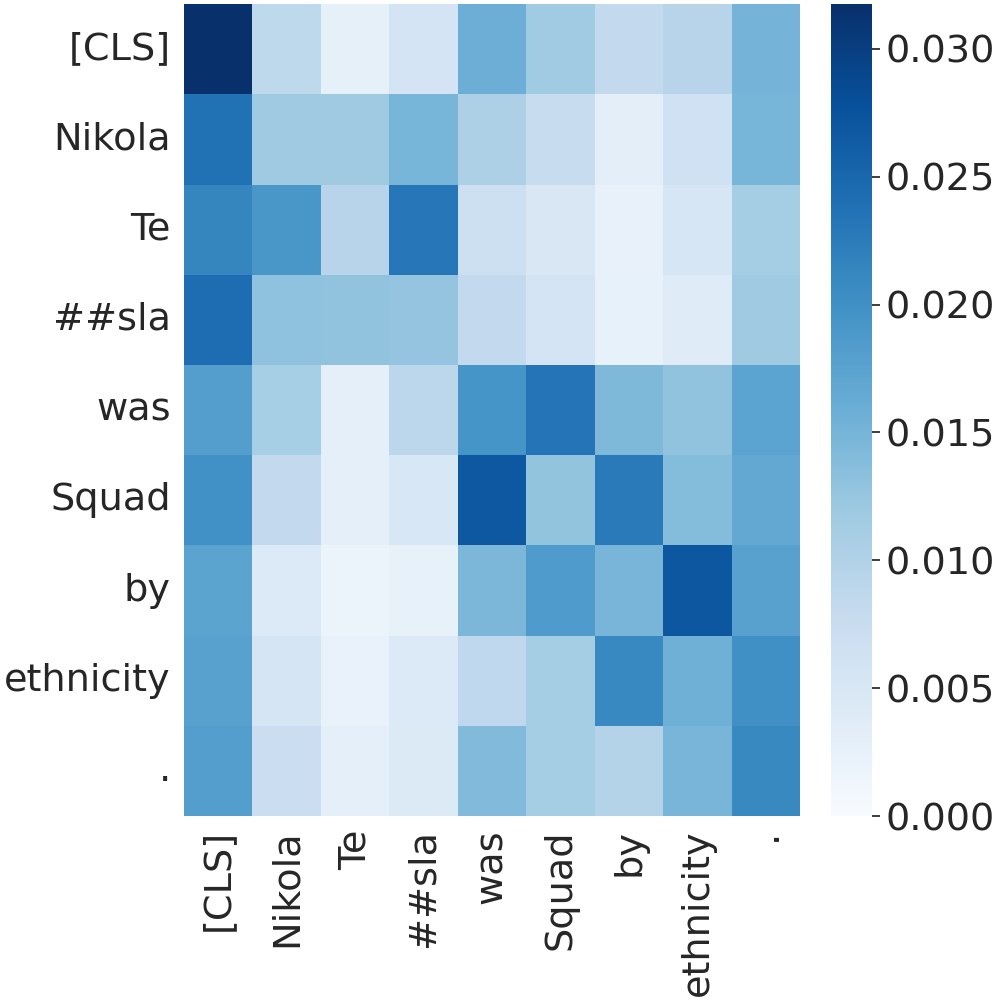 [CLS]
Nikola
Te
##sla
was
Squad
by
ethnicity
.
[CLS]
Nikola
Te
##sla
was
Squad
by
ethnicity
.
0.030
0.025
0.020
0.015
0.010
0.005
0.000